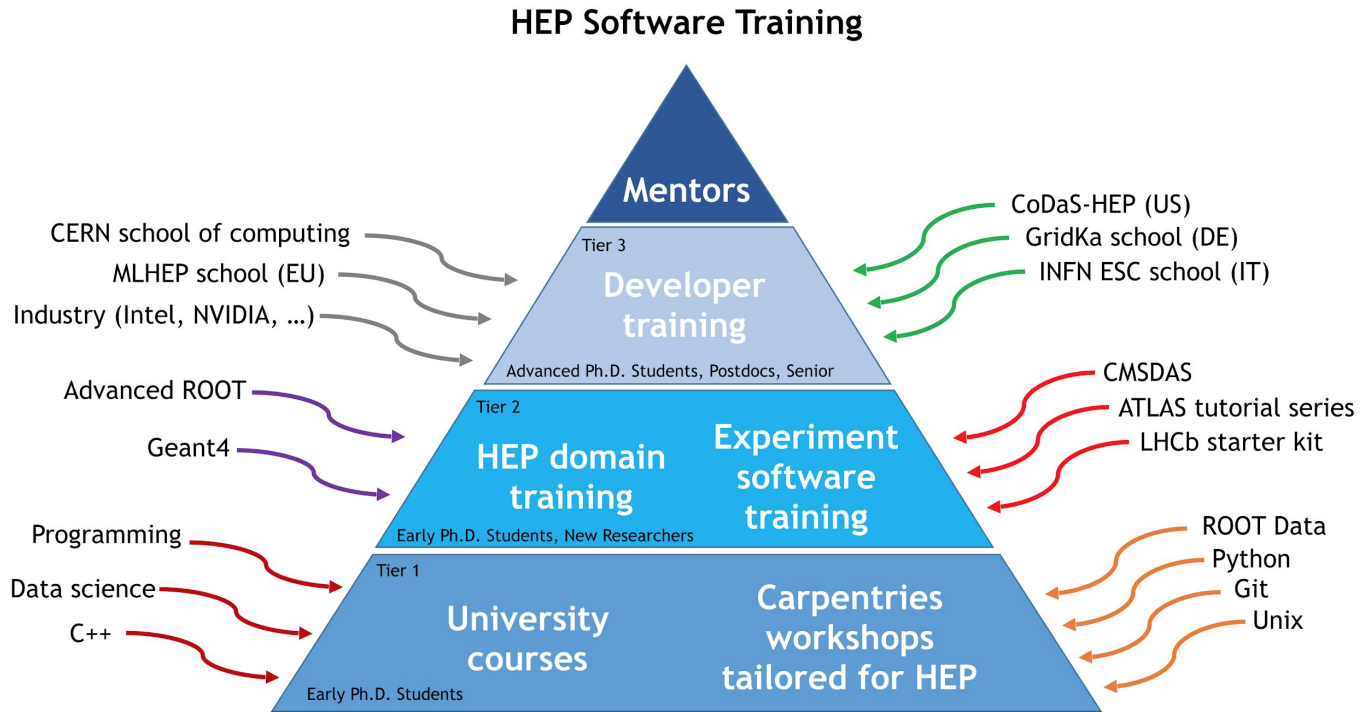 HEP Software Training
Mentors
CERN school of computing
MLHEP school (EU)
Industry (Intel, NVIDIA, ...)
CoDaS-HEP (US)
GridKa school (DE)
INFN ESC school (IT)
Tier 3
Developer
training
Advanced Ph.D. Students, Postdocs, Senior
Advanced ROOT
Geant4
CMSDAS
ATLAS tutorial series
LHCb starter kit
Tier 2
HEP domain
training
Experiment
software
training
Early Ph.D. Students, New Researchers
Programming
Data science
C++
ROOT Data
Python
Git
Unix
Tier 1
University
courses
Carpentries
workshops
tailored for HEP
Early Ph.D. Students